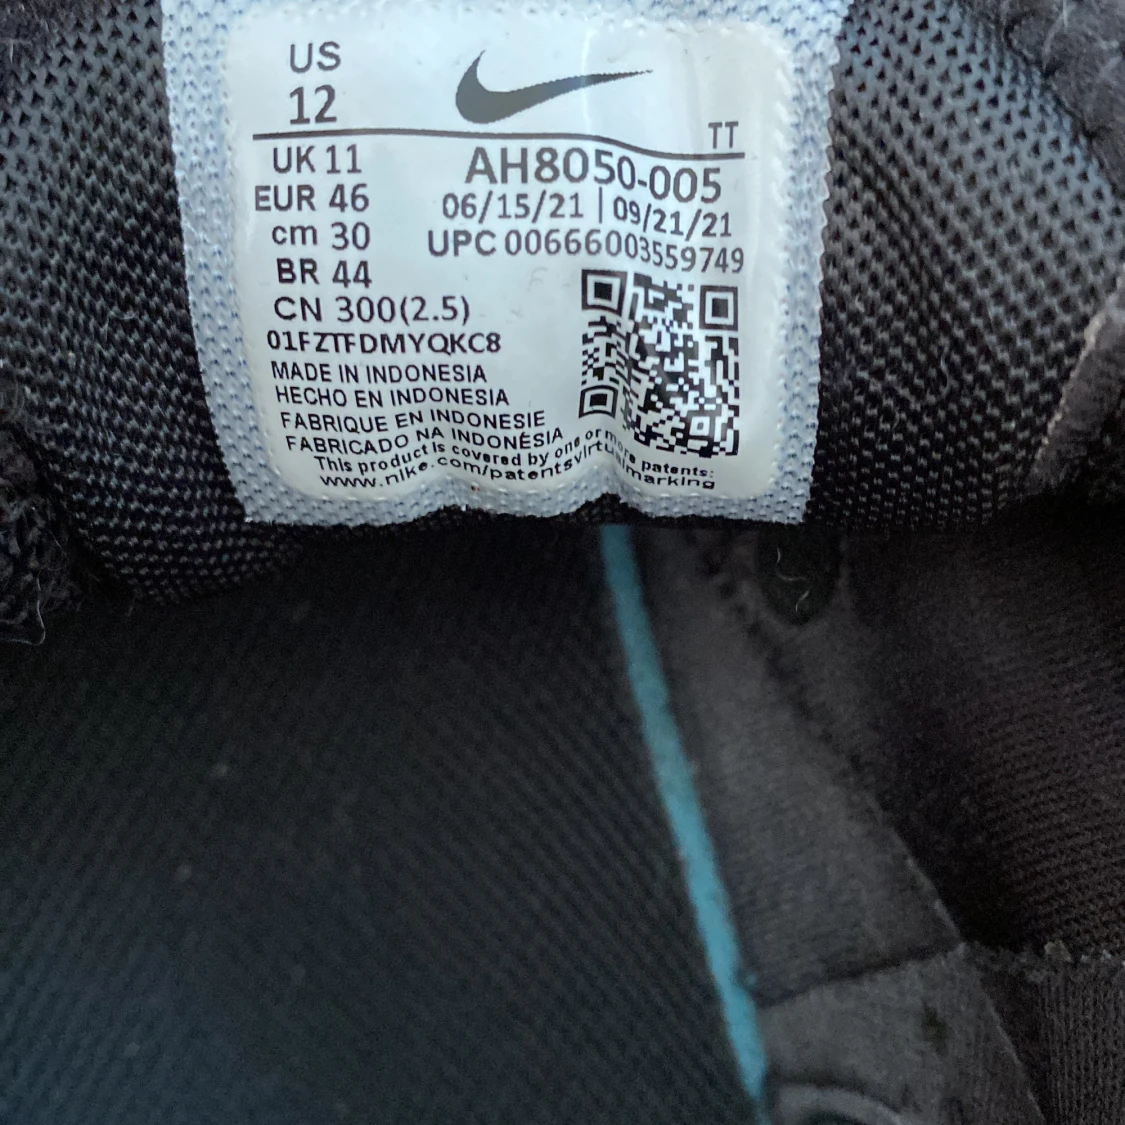 US
12
TT
UK 11
AH8050-005
EUR 46
06/15/21 | 09/21/21
cm 30
UPC 00666003559749
BR 44
CN 300(2.5)
01FZTFDMYQKC8
MADE IN INDONESIA
HECHO EN INDONESIA
FABRIQUE EN INDONESIE
FABRICADO NA INDONÉSIA
This product is covered by one or more patents:
www.nike.com/patentsvirtualmarking